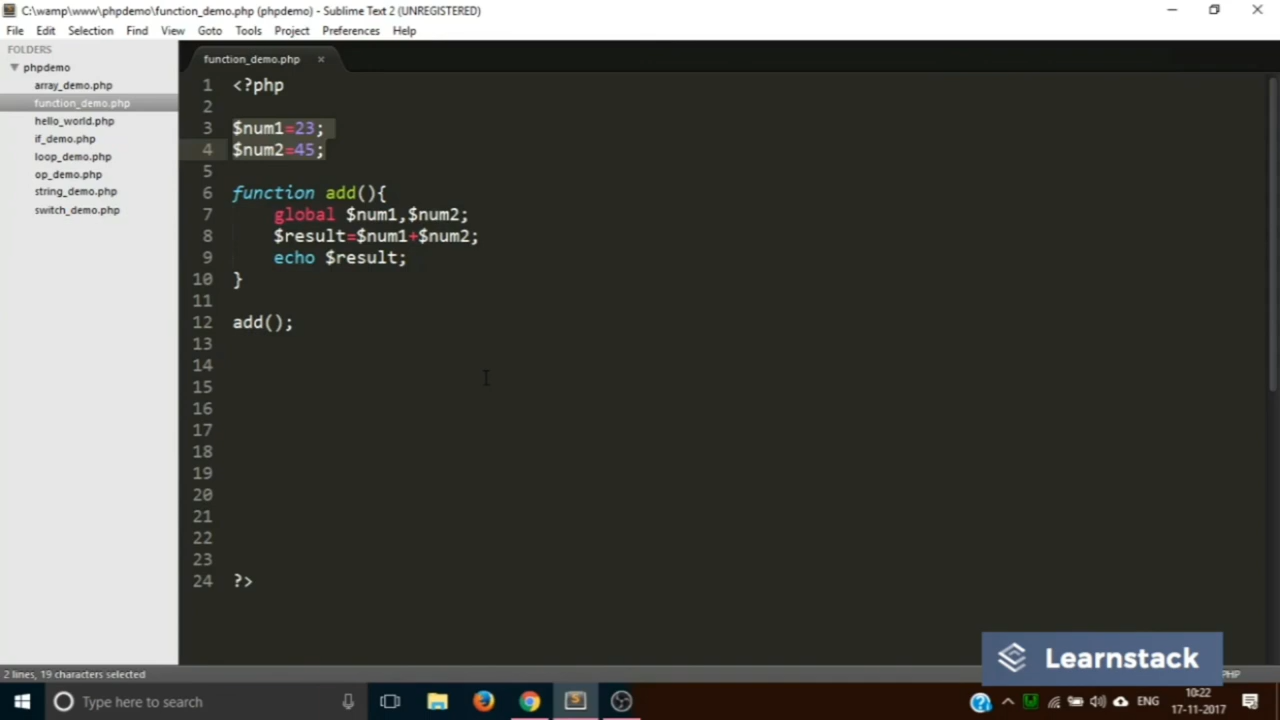 C:\wamp\www\phpdemo\function_demo.php (phpdemo) - Sublime Text 2 (UNREGISTERED)
File Edit Selection Find View Goto Tools Project Preferences Help
FOLDERS
phpdemo
array_demo.php
function_demo.php
hello_world.php
if_demo.php
loop_demo.php
op_demo.php
string_demo.php
switch_demo.php
function_demo.php ×
1 <?php
2
3 $num1=23;
4 $num2=45;
5
6 function add(){
7     global $num1,$num2;
8     $result=$num1+$num2;
9     echo $result;
10 }
11
12 add();
13
14
15
16
17
18
19
20
21
22
23
24 ?>
Learnstack
2 lines, 19 characters selected
PHP
Type here to search
ENG
10:22
17-11-2017